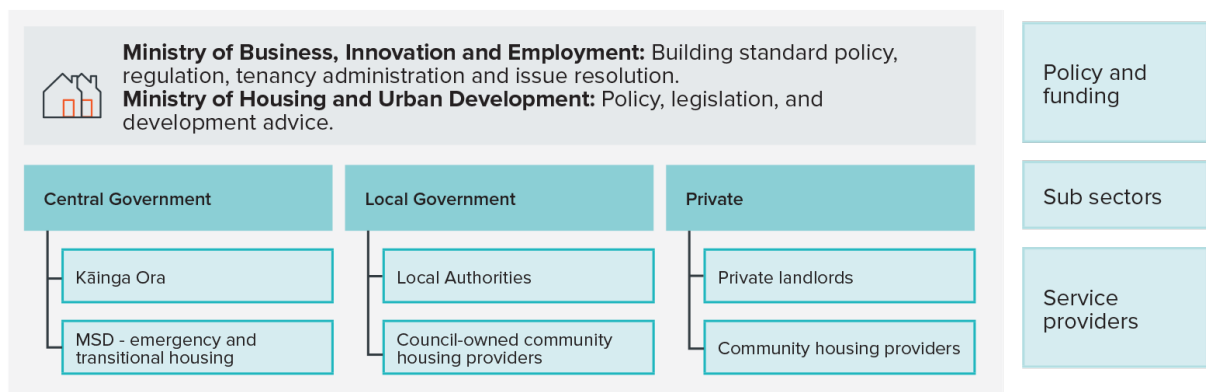 Ministry of Business, Innovation and Employment: Building standard policy,
regulation, tenancy administration and issue resolution.
Ministry of Housing and Urban Development: Policy, legislation, and
development advice.
Policy and
funding
Central Government
Local Government
Private
Sub sectors
Kāinga Ora
Local Authorities
Private landlords
MSD - emergency and
transitional housing
Council-owned community
housing providers
Community housing providers
Service
providers